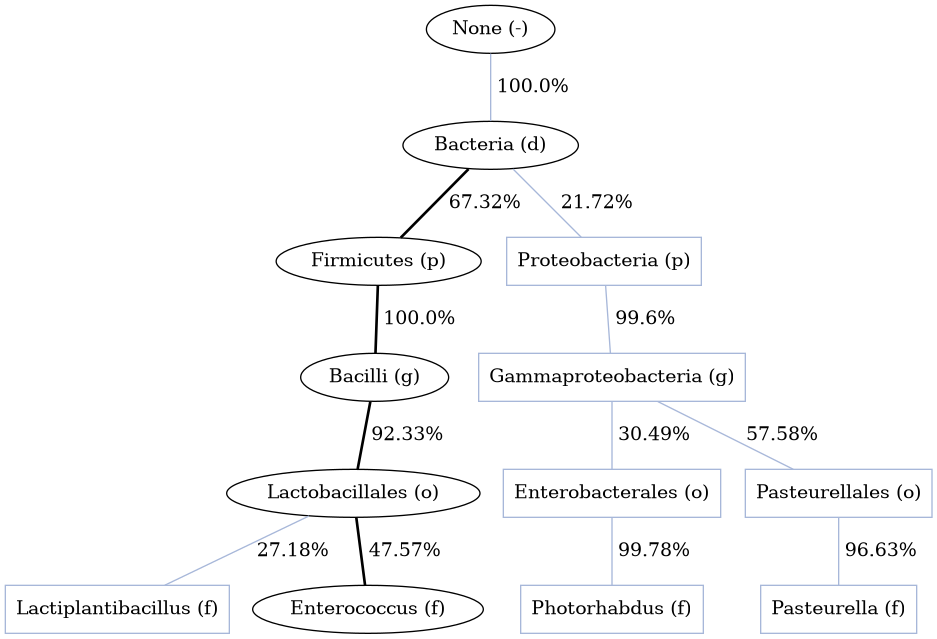 None (-)
100.0%
Bacteria (d)
67.32%
21.72%
Firmicutes (p)
Proteobacteria (p)
100.0%
99.6%
Bacilli (g)
Gammaproteobacteria (g)
92.33%
30.49%
57.58%
Lactobacillales (o)
Enterobacterales (o)
Pasteurellales (o)
27.18%
47.57%
99.78%
96.63%
Lactiplantibacillus (f)
Enterococcus (f)
Photorhabdus (f)
Pasteurella (f)